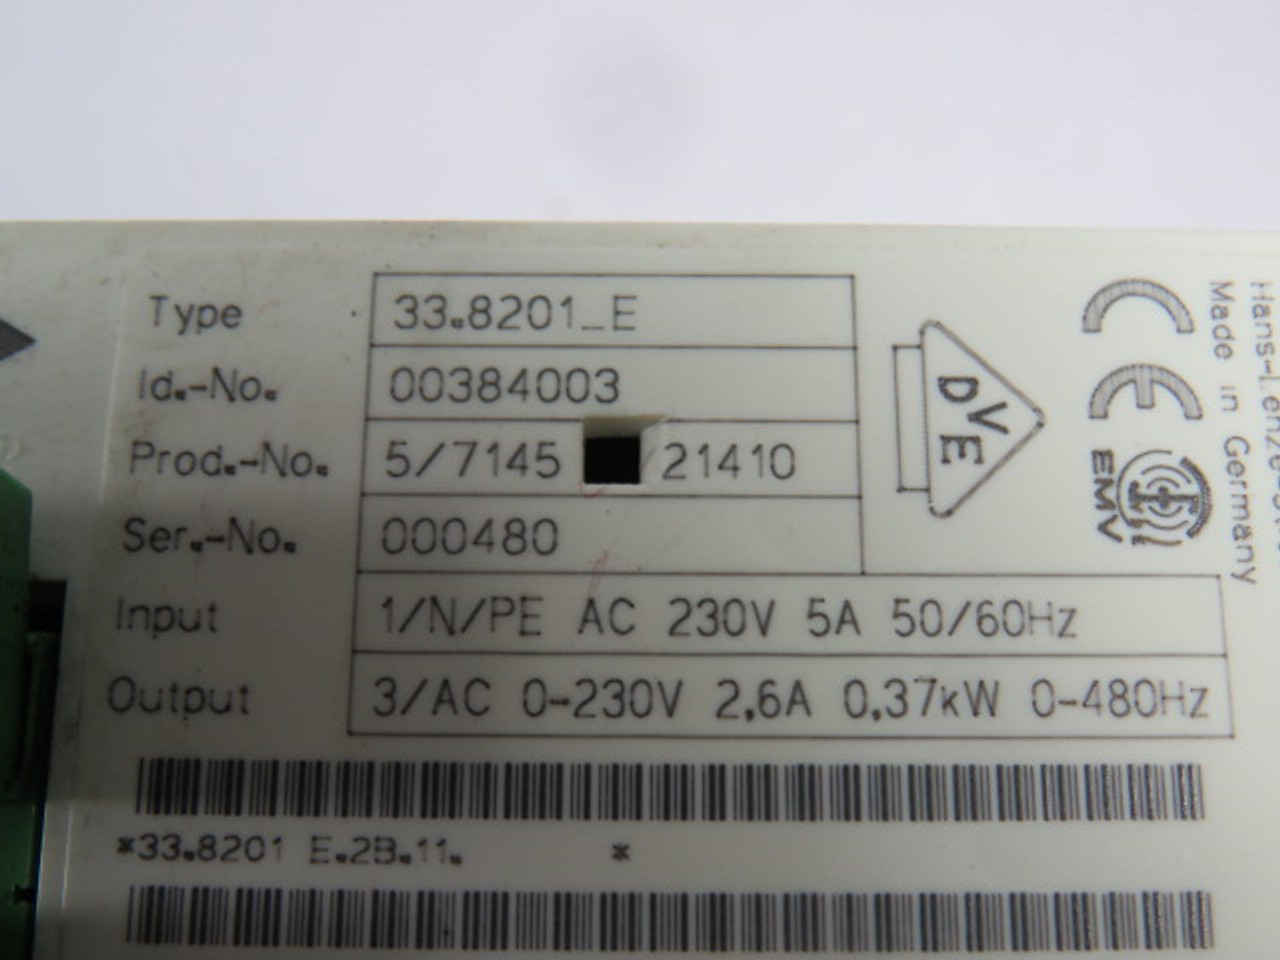 Type 33.8201_E
Id.-No. 00384003
Prod.-No. 5/7145 21410
Ser.-No. 000480
Input 1/N/PE AC 230V 5A 50/60Hz
Output 3/AC 0-230V 2,6A 0,37kW 0-480Hz
*33.8201 E.2B.11. *
DVE
CE
EMV
Made in Germany